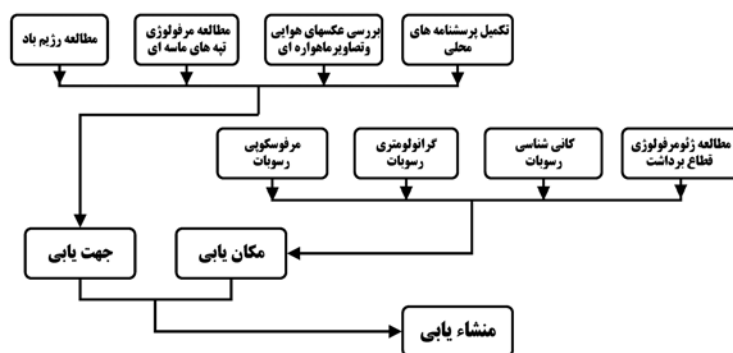 تکمیل پرسشنامه های
محلی
بررسی عکسهای هوایی
وتصاویرماهواره ای
مطالعه مرفولوژی
تپه های ماسه ای
مطالعه رژیم باد
مطالعه ژئومرفولوژی
قطاع برداشت
کانی شناسی
رسوبات
گرانولومتری
رسوبات
مرفوسکوپی
رسوبات
مکان یابی
جهت یابی
منشاء یابی